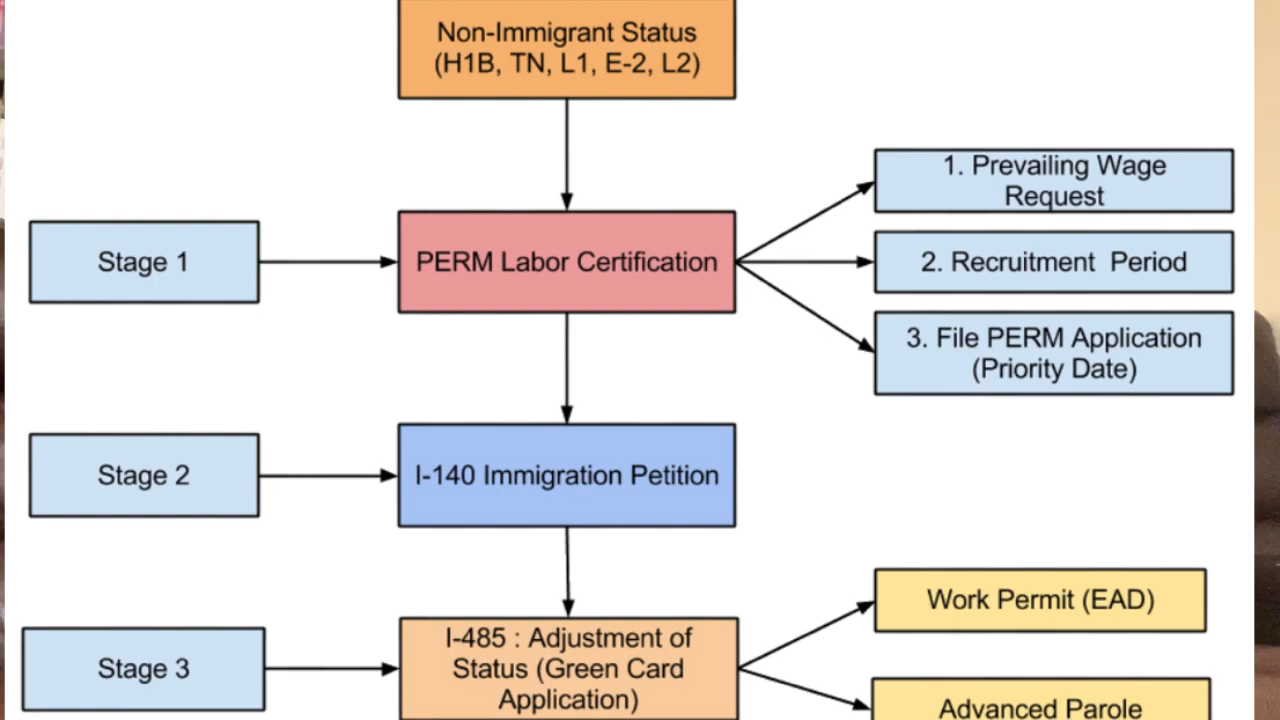 Non-Immigrant Status
(H1B, TN, L1, E-2, L2)
1. Prevailing Wage
Request
Stage 1
PERM Labor Certification
2. Recruitment  Period
3. File PERM Application
(Priority Date)
Stage 2
I-140 Immigration Petition
Work Permit (EAD)
I-485 : Adjustment of
Status (Green Card
Application)
Stage 3
Advanced Parole